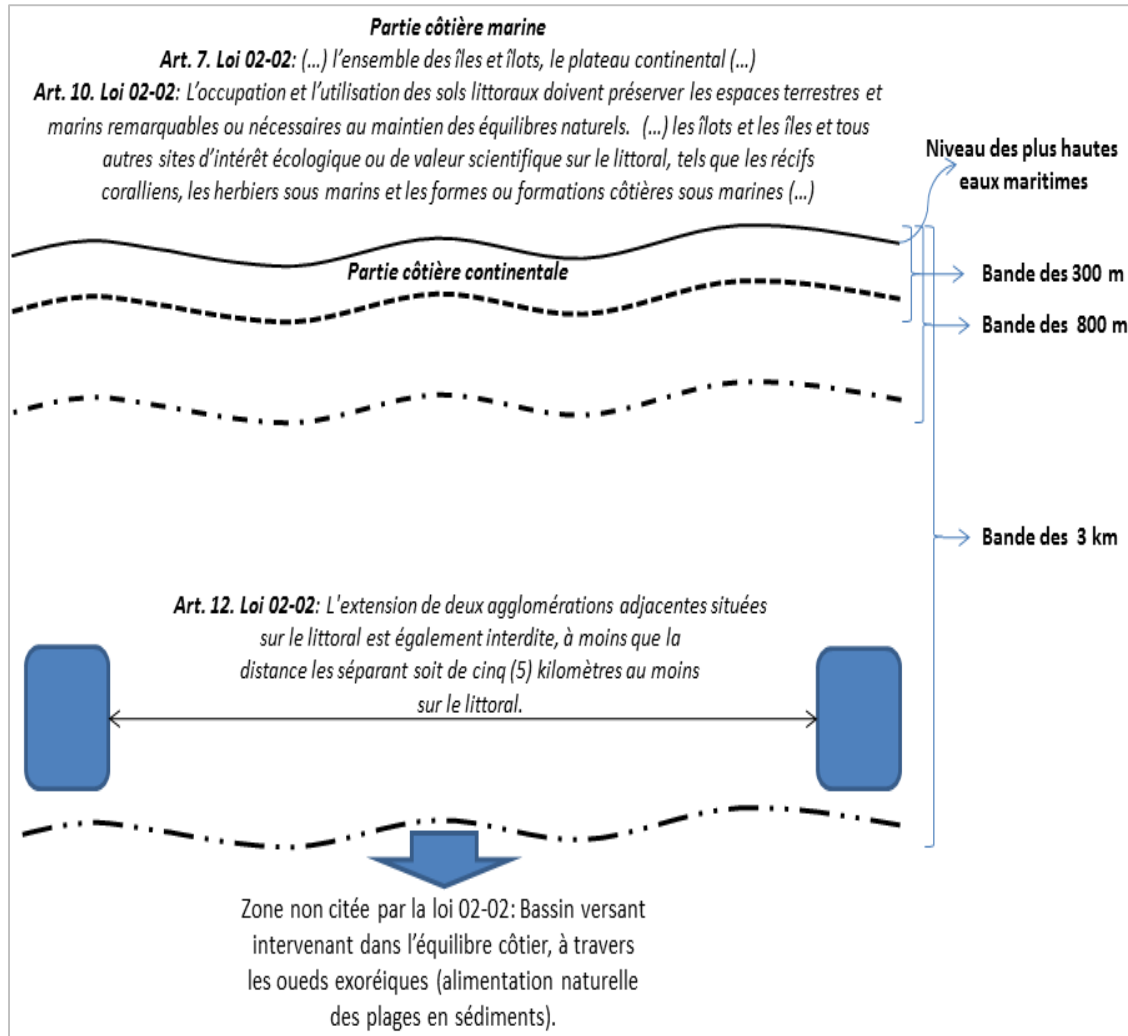 Partie côtière marine
Art. 7. Loi 02-02: (...) l'ensemble des îles et îlots, le plateau continental (...)
Art. 10. Loi 02-02: L'occupation et l'utilisation des sols littoraux doivent préserver les espaces terrestres et
marins remarquables ou nécessaires au maintien des équilibres naturels. (...) les îlots et les îles et tous
autres sites d'intérêt écologique ou de valeur scientifique sur le littoral, tels que les récifs
coralliens, les herbiers sous marins et les formes ou formations côtières sous marines (...)
Niveau des plus hautes
eaux maritimes
Partie côtière continentale
Bande des 300 m
Bande des 800 m
Bande des 3 km
Art. 12. Loi 02-02: L'extension de deux agglomérations adjacentes situées
sur le littoral est également interdite, à moins que la
distance les séparant soit de cinq (5) kilomètres au moins
sur le littoral.
Zone non citée par la loi 02-02: Bassin versant
intervenant dans l'équilibre côtier, à travers
les oueds exoréiques (alimentation naturelle
des plages en sédiments).